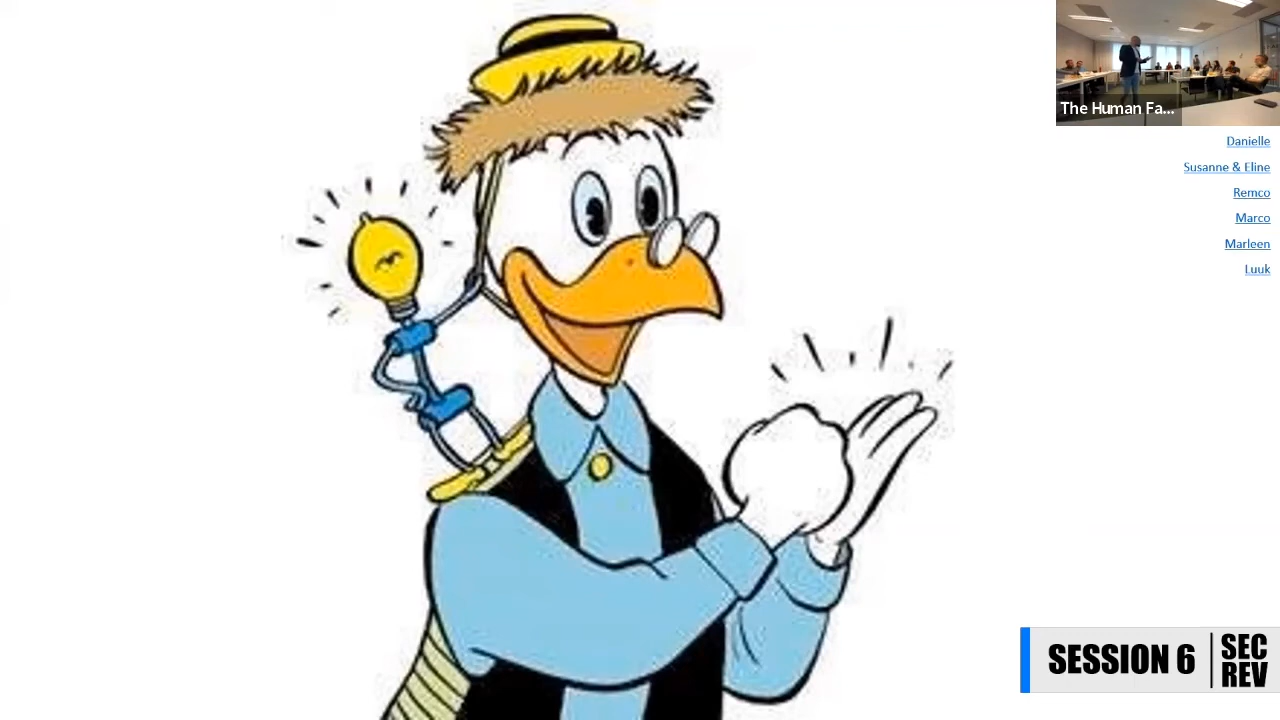 The Human Fa...
Danielle
Susanne & Eline
Remco
Marco
Marleen
Luuk
SESSION 6
SEC
REV